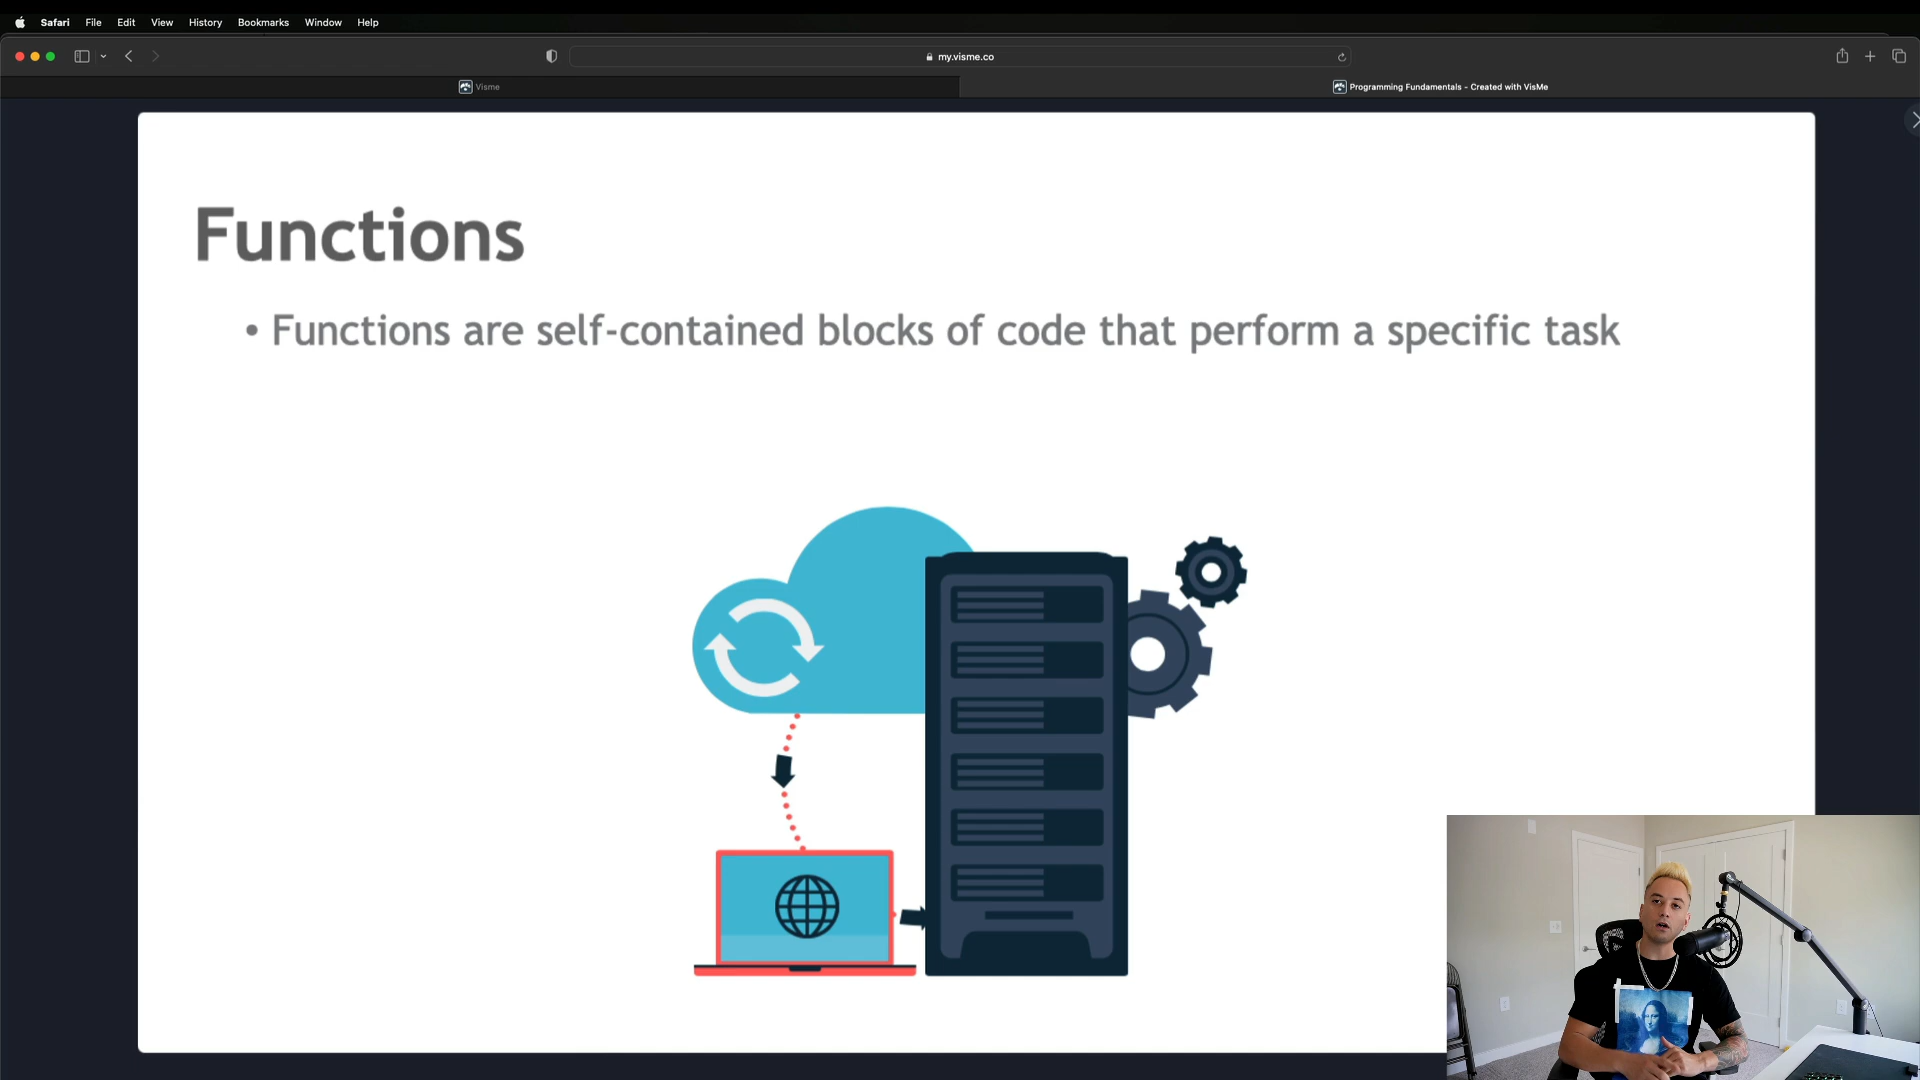 Safari File Edit View History Bookmarks Window Help
my.visme.co
Visme
Programming Fundamentals - Created with VisMe
Functions
• Functions are self-contained blocks of code that perform a specific task